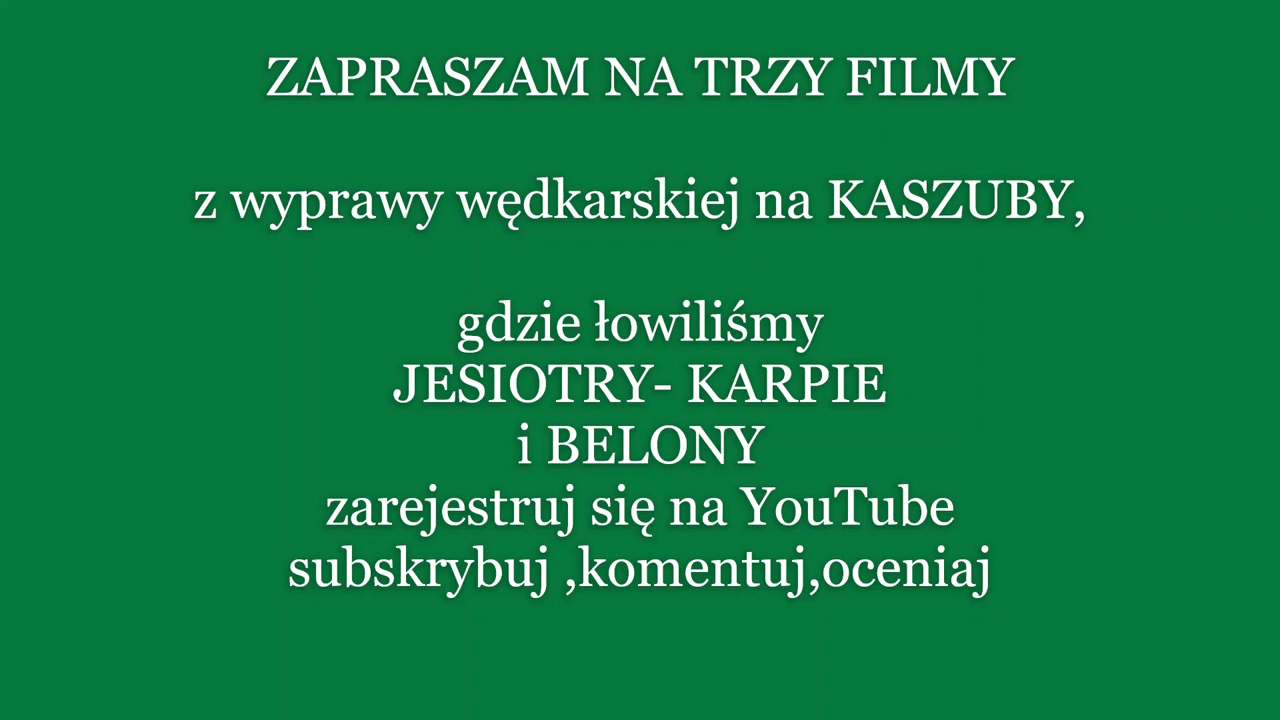 ZAPRASZAM NA TRZY FILMY
z wyprawy wędkarskiej na KASZUBY,
gdzie łowiliśmy
JESIOTRY- KARPIE
i BELONY
zarejestruj się na YouTube
subskrybuj ,komentuj,oceniaj